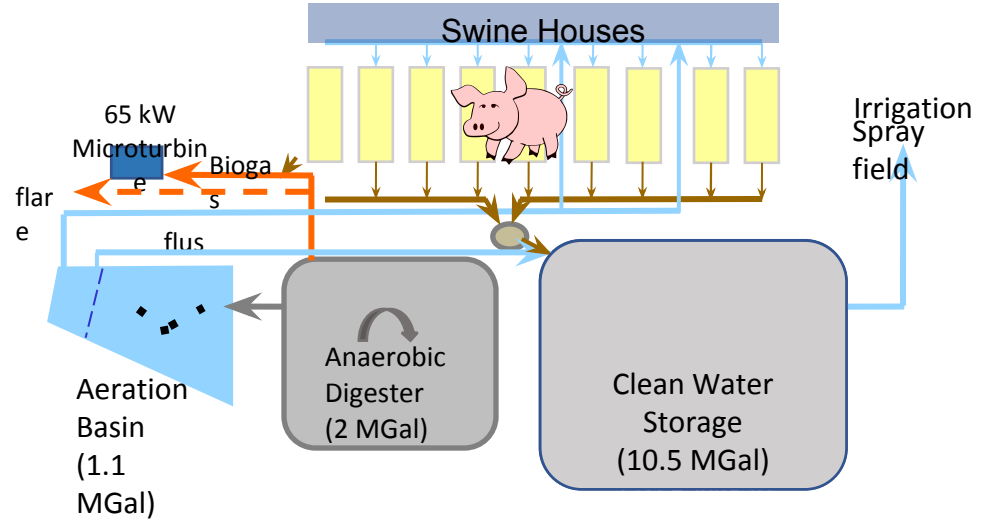 Swine Houses
65 kW
Microturbin
e
Bioga
s
flar
e
flus
Irrigation
Spray
field
Aeration
Basin
(1.1
MGal)
Anaerobic
Digester
(2 MGal)
Clean Water
Storage
(10.5 MGal)